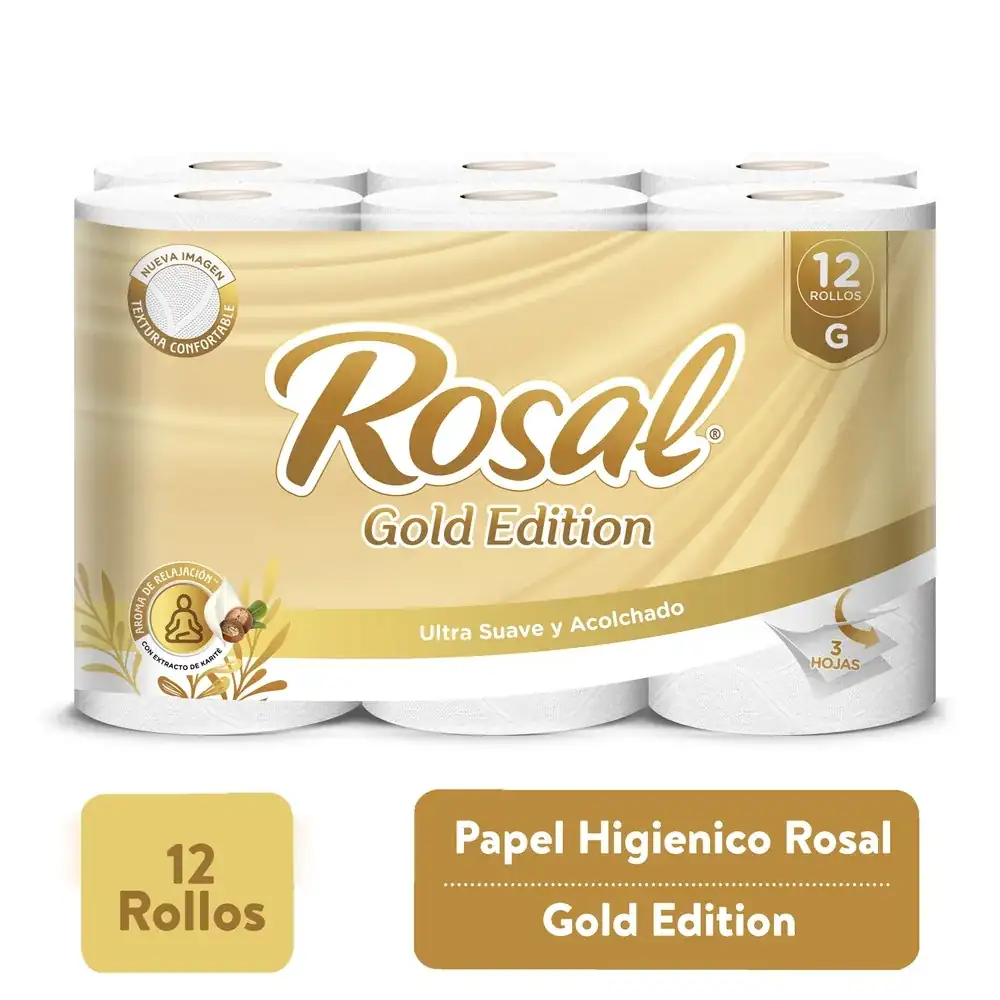 NUEVA IMAGEN
TEXTURA CONFORTABLE
12
ROLLOS
G
Rosal®
Gold Edition
AROMA DE RELAJACIÓN™
CON EXTRACTO DE KARITÉ
Ultra Suave y Acolchado
3
HOJAS
12
Rollos
Papel Higienico Rosal
Gold Edition